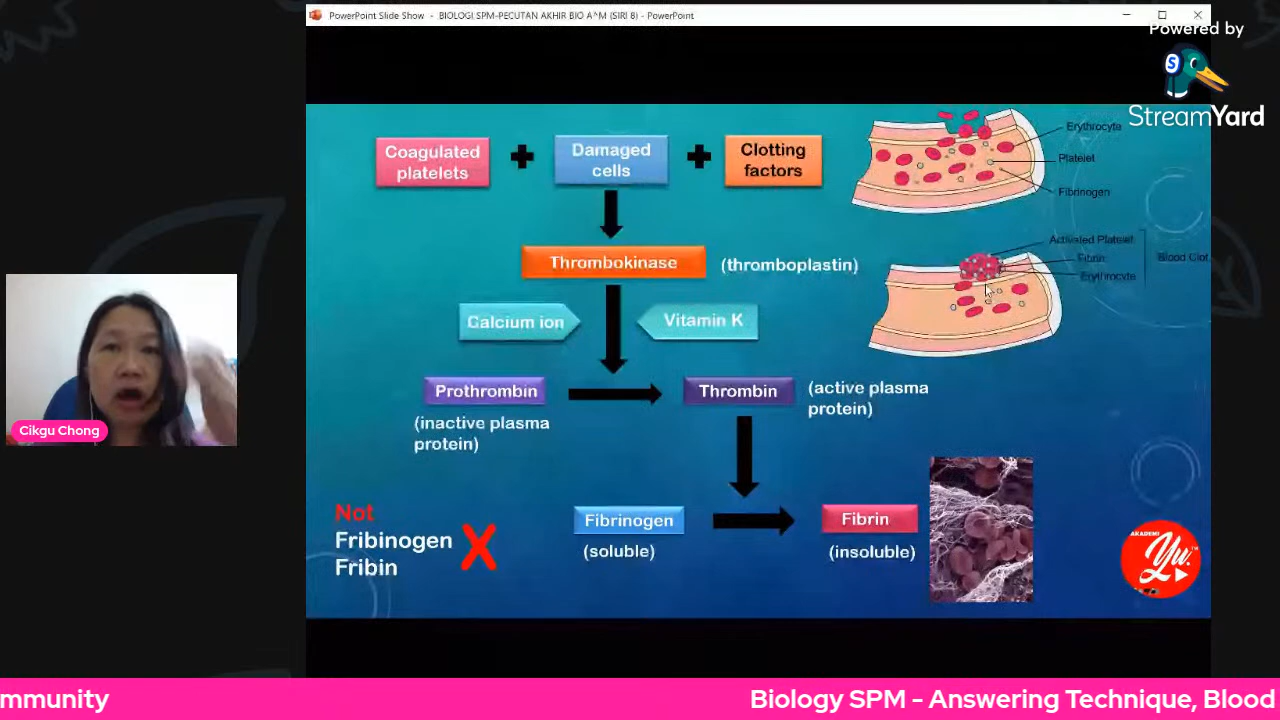 PowerPoint Slide Show - BIOLOGI SPM-PECUTAN AKHIR BIO A^M (SIRI 8) - PowerPoint
Powered by
S
StreamYard
Coagulated
platelets
Damaged
cells
Clotting
factors
Erythrocyte
Platelet
Fibrinogen
Thrombokinase
(thromboplastin)
Activated Platelet
Fibrin
Erythrocyte
Blood Clot
Calcium ion
Vitamin K
Prothrombin
(inactive plasma
protein)
Thrombin
(active plasma
protein)
Cikgu Chong
Not
Fribinogen
Fribin
X
Fibrinogen
(soluble)
Fibrin
(insoluble)
AKADEMI
Yu.
mmunity
Biology SPM - Answering Technique, Blood